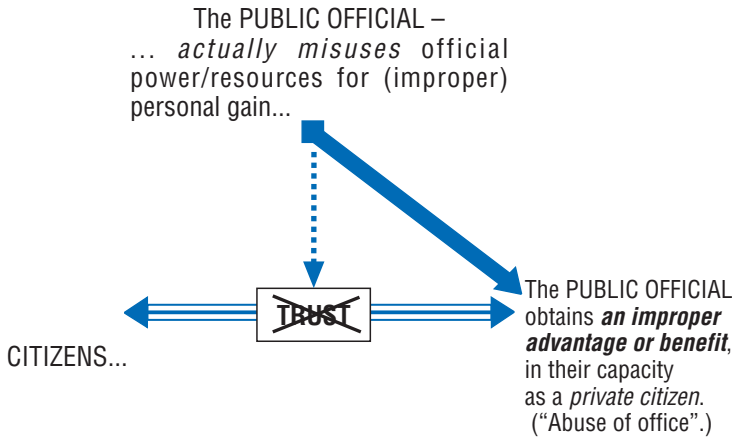 The PUBLIC OFFICIAL –
... actually misuses official
power/resources for (improper)
personal gain...
TRUST
CITIZENS...
The PUBLIC OFFICIAL
obtains an improper
advantage or benefit,
in their capacity
as a private citizen.
(“Abuse of office”.)